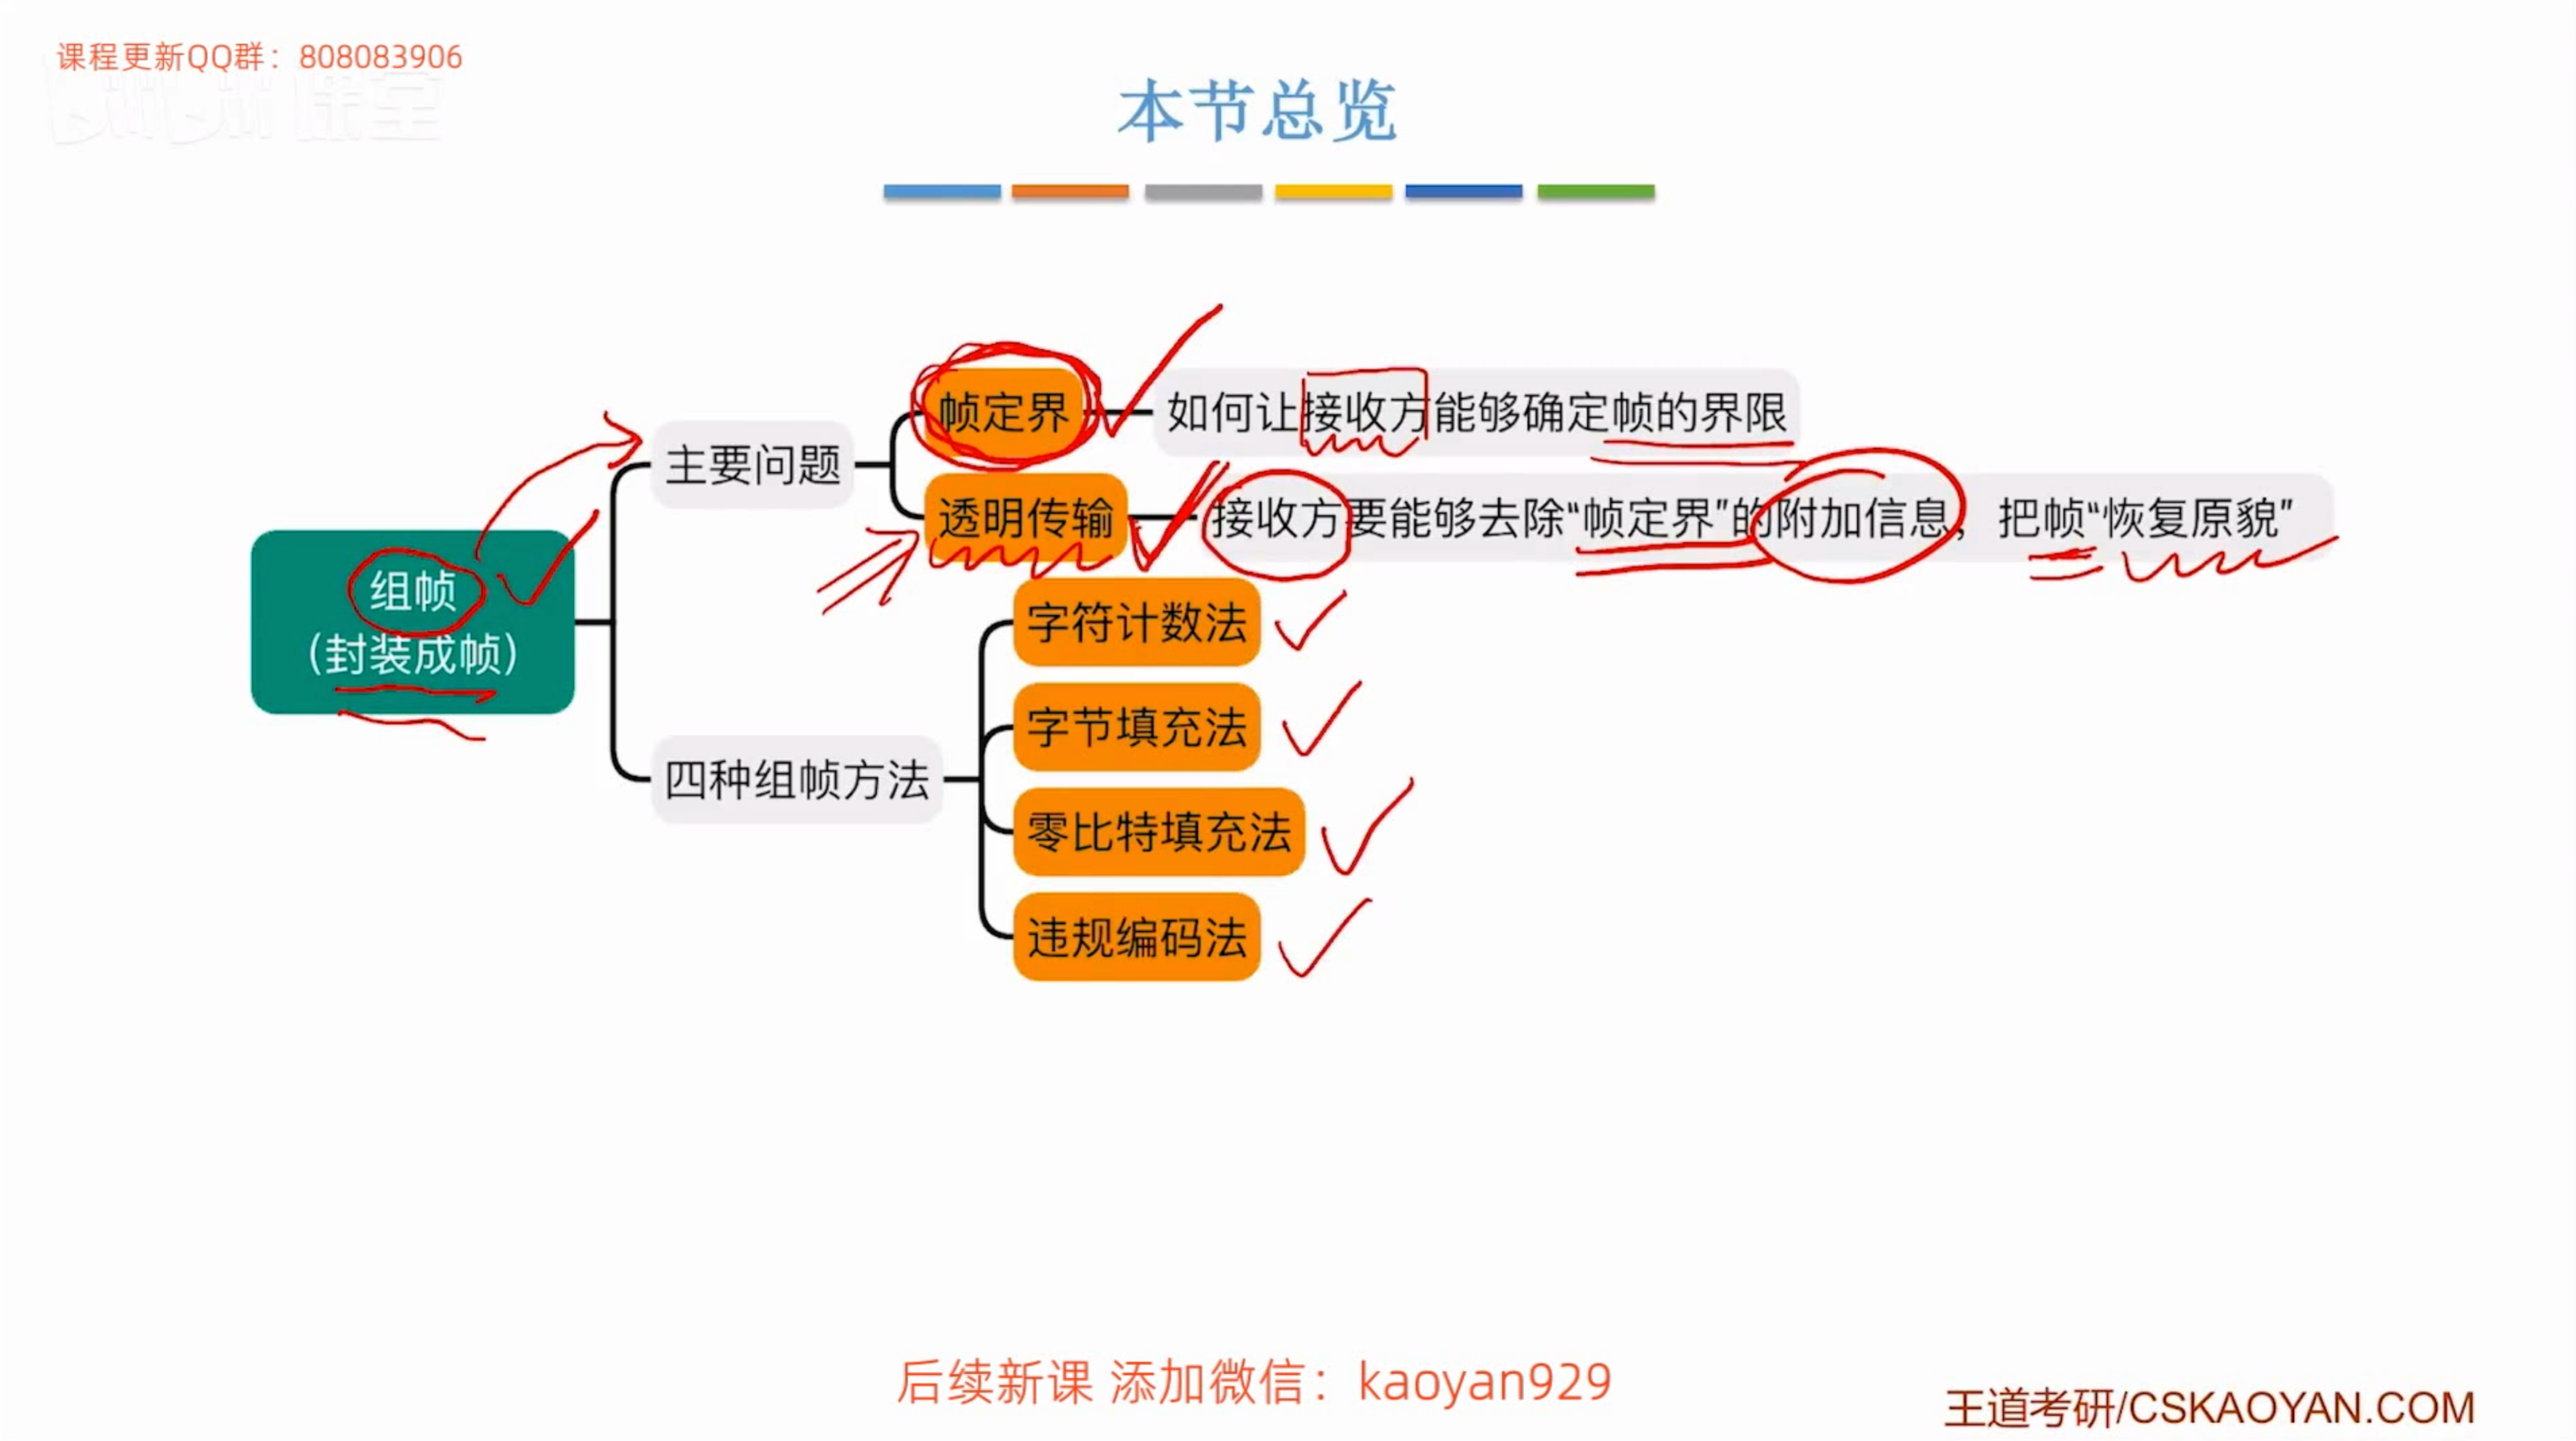 课程更新QQ群：808083906
bilibili 课堂
本节总览
帧定界
如何让接收方能够确定帧的界限
主要问题
透明传输
接收方要能够去除“帧定界”的附加信息，把帧“恢复原貌”
组帧
（封装成帧）
字符计数法
字节填充法
四种组帧方法
零比特填充法
违规编码法
后续新课 添加微信：kaoyan929
王道考研/CSKAOYAN.COM